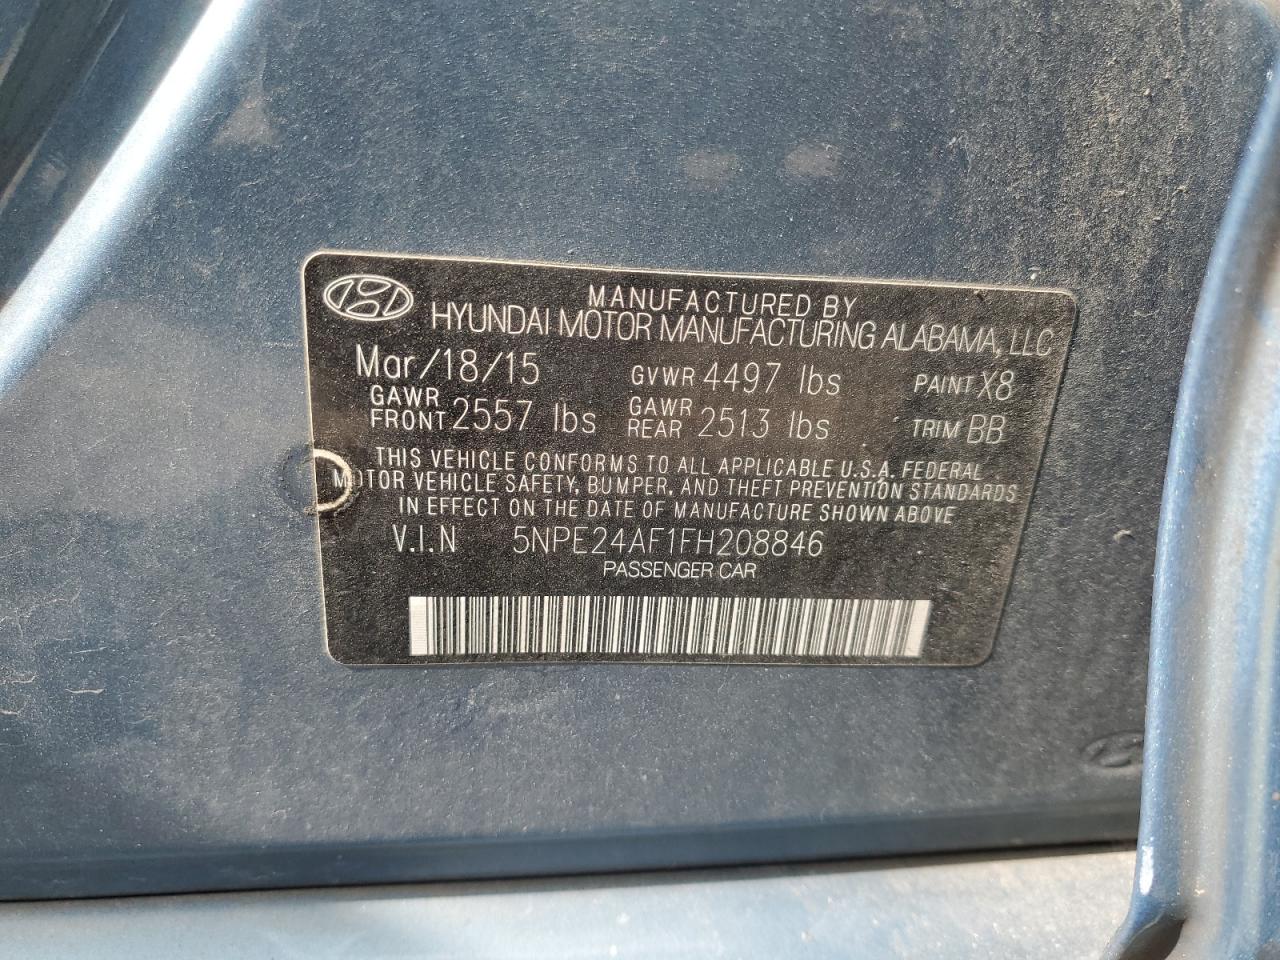 MANUFACTURED BY
HYUNDAI MOTOR MANUFACTURING ALABAMA, LLC
Mar/18/15 GVWR 4497 lbs PAINT X8
GAWR FRONT 2557 lbs GAWR REAR 2513 lbs TRIM BB
THIS VEHICLE CONFORMS TO ALL APPLICABLE U.S.A. FEDERAL
MOTOR VEHICLE SAFETY, BUMPER, AND THEFT PREVENTION STANDARDS
IN EFFECT ON THE DATE OF MANUFACTURE SHOWN ABOVE
V.I.N 5NPE24AF1FH208846
PASSENGER CAR